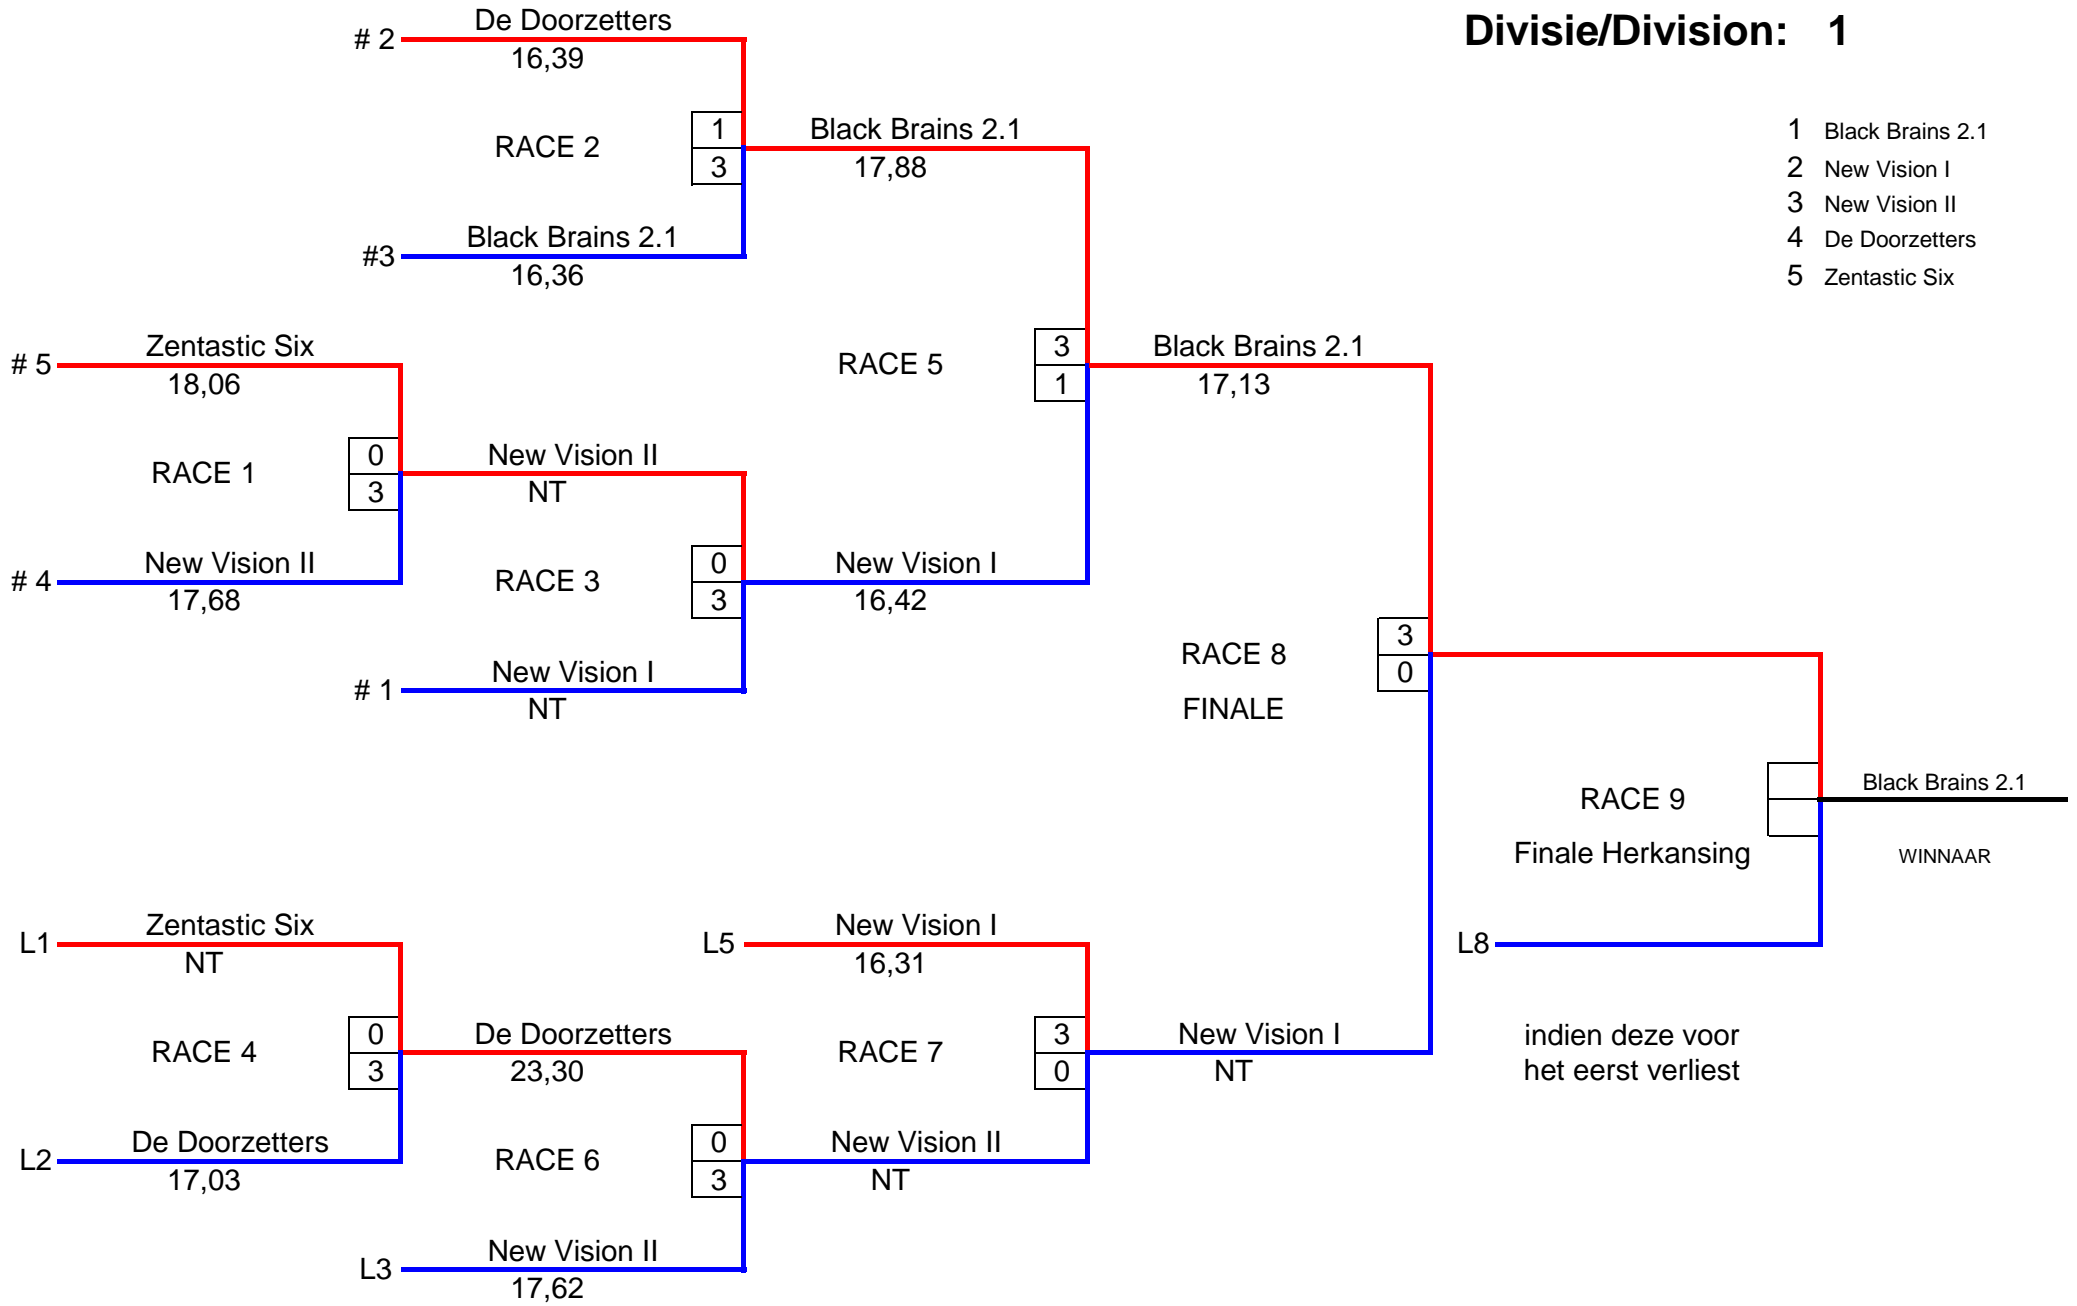 Divisie/Division: 1
1 Black Brains 2.1
2 New Vision I
3 New Vision II
4 De Doorzetters
5 Zentastic Six
# 2
De Doorzetters
16,39
RACE 2
1
3
#3
Black Brains 2.1
16,36
Black Brains 2.1
17,88
# 5
Zentastic Six
18,06
RACE 1
0
3
# 4
New Vision II
17,68
New Vision II
NT
RACE 3
0
3
# 1
New Vision I
NT
New Vision I
16,42
RACE 5
3
1
Black Brains 2.1
17,13
RACE 8
FINALE
3
0
RACE 9
Finale Herkansing
Black Brains 2.1
WINNAAR
L8
indien deze voor
het eerst verliest
L1
Zentastic Six
NT
RACE 4
0
3
L2
De Doorzetters
17,03
De Doorzetters
23,30
RACE 6
0
3
L3
New Vision II
17,62
L5
New Vision I
16,31
RACE 7
3
0
New Vision II
NT
New Vision I
NT